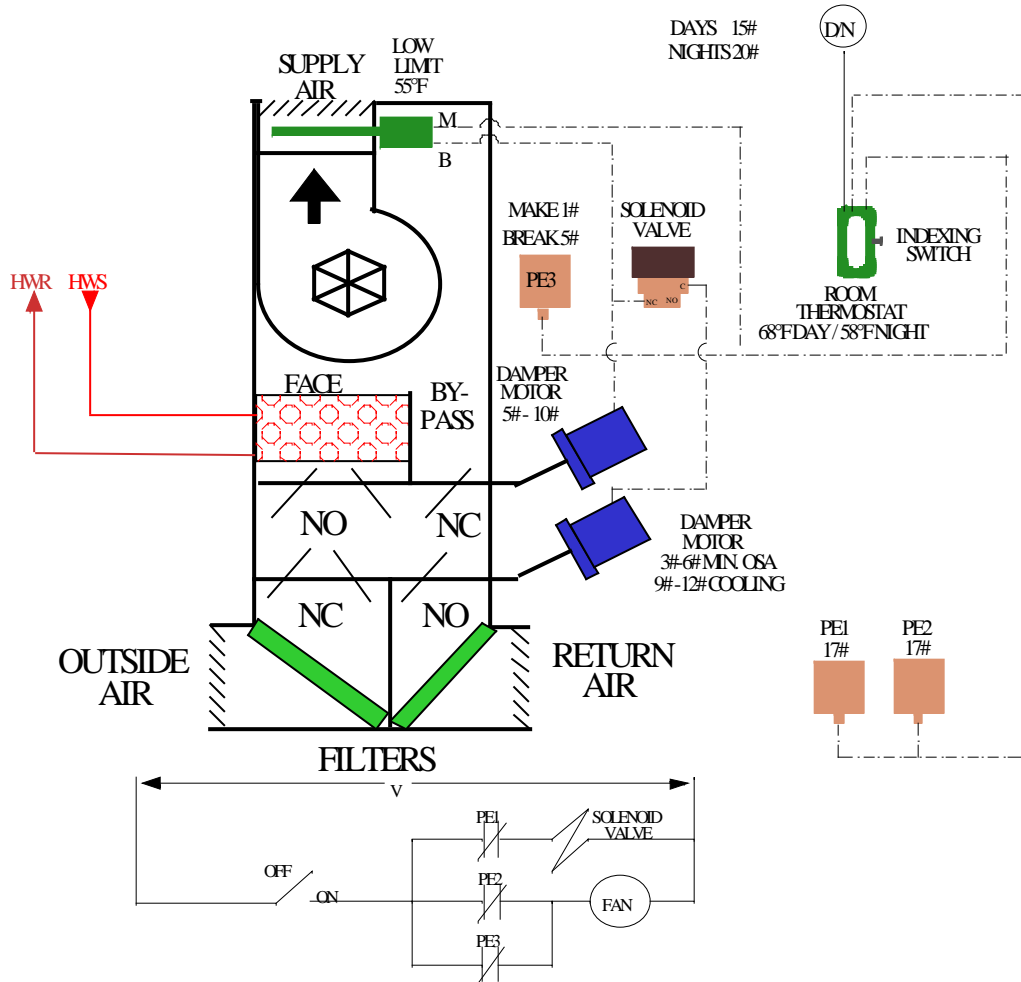 DAYS 15#
NIGHTS 20#
D/N
LOW
LIMIT
55°F
SUPPLY
AIR
M
B
MAKE 1#
BREAK 5#
PE3
SOLENOID
VALVE
C
NC
NO
INDEXING
SWITCH
ROOM
THERMOSTAT
68°F DAY / 58°F NIGHT
HWR
HWS
FACE
BY-
PASS
DAMPER
MOTOR
5# - 10#
NO
NC
DAMPER
MOTOR
3#-6# MIN. OSA
9# -12# COOLING
NC
NO
OUTSIDE
AIR
RETURN
AIR
PE1
17#
PE2
17#
FILTERS
V
PE1
SOLENOID
VALVE
OFF
ON
PE2
FAN
PE3